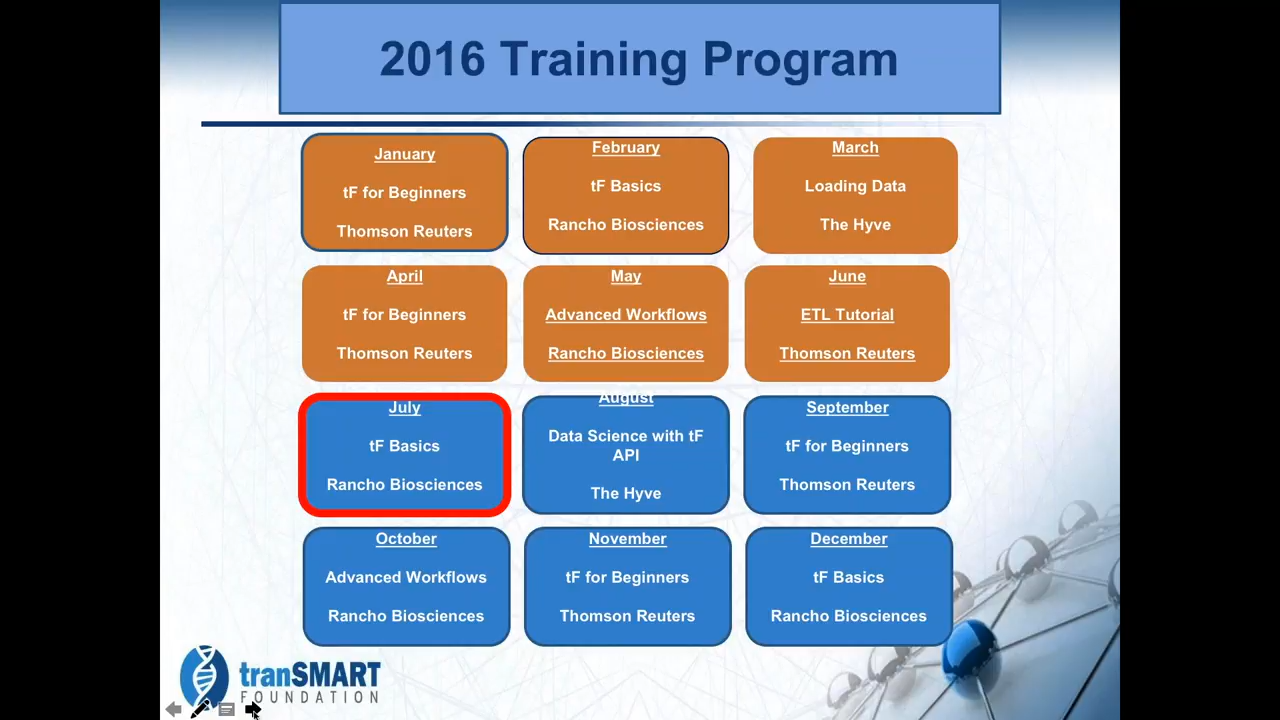 2016 Training Program
January
tF for Beginners
Thomson Reuters
February
tF Basics
Rancho Biosciences
March
Loading Data
The Hyve
April
tF for Beginners
Thomson Reuters
May
Advanced Workflows
Rancho Biosciences
June
ETL Tutorial
Thomson Reuters
July
tF Basics
Rancho Biosciences
August
Data Science with tF
API
The Hyve
September
tF for Beginners
Thomson Reuters
October
Advanced Workflows
Rancho Biosciences
November
tF for Beginners
Thomson Reuters
December
tF Basics
Rancho Biosciences
tranSMART
FOUNDATION